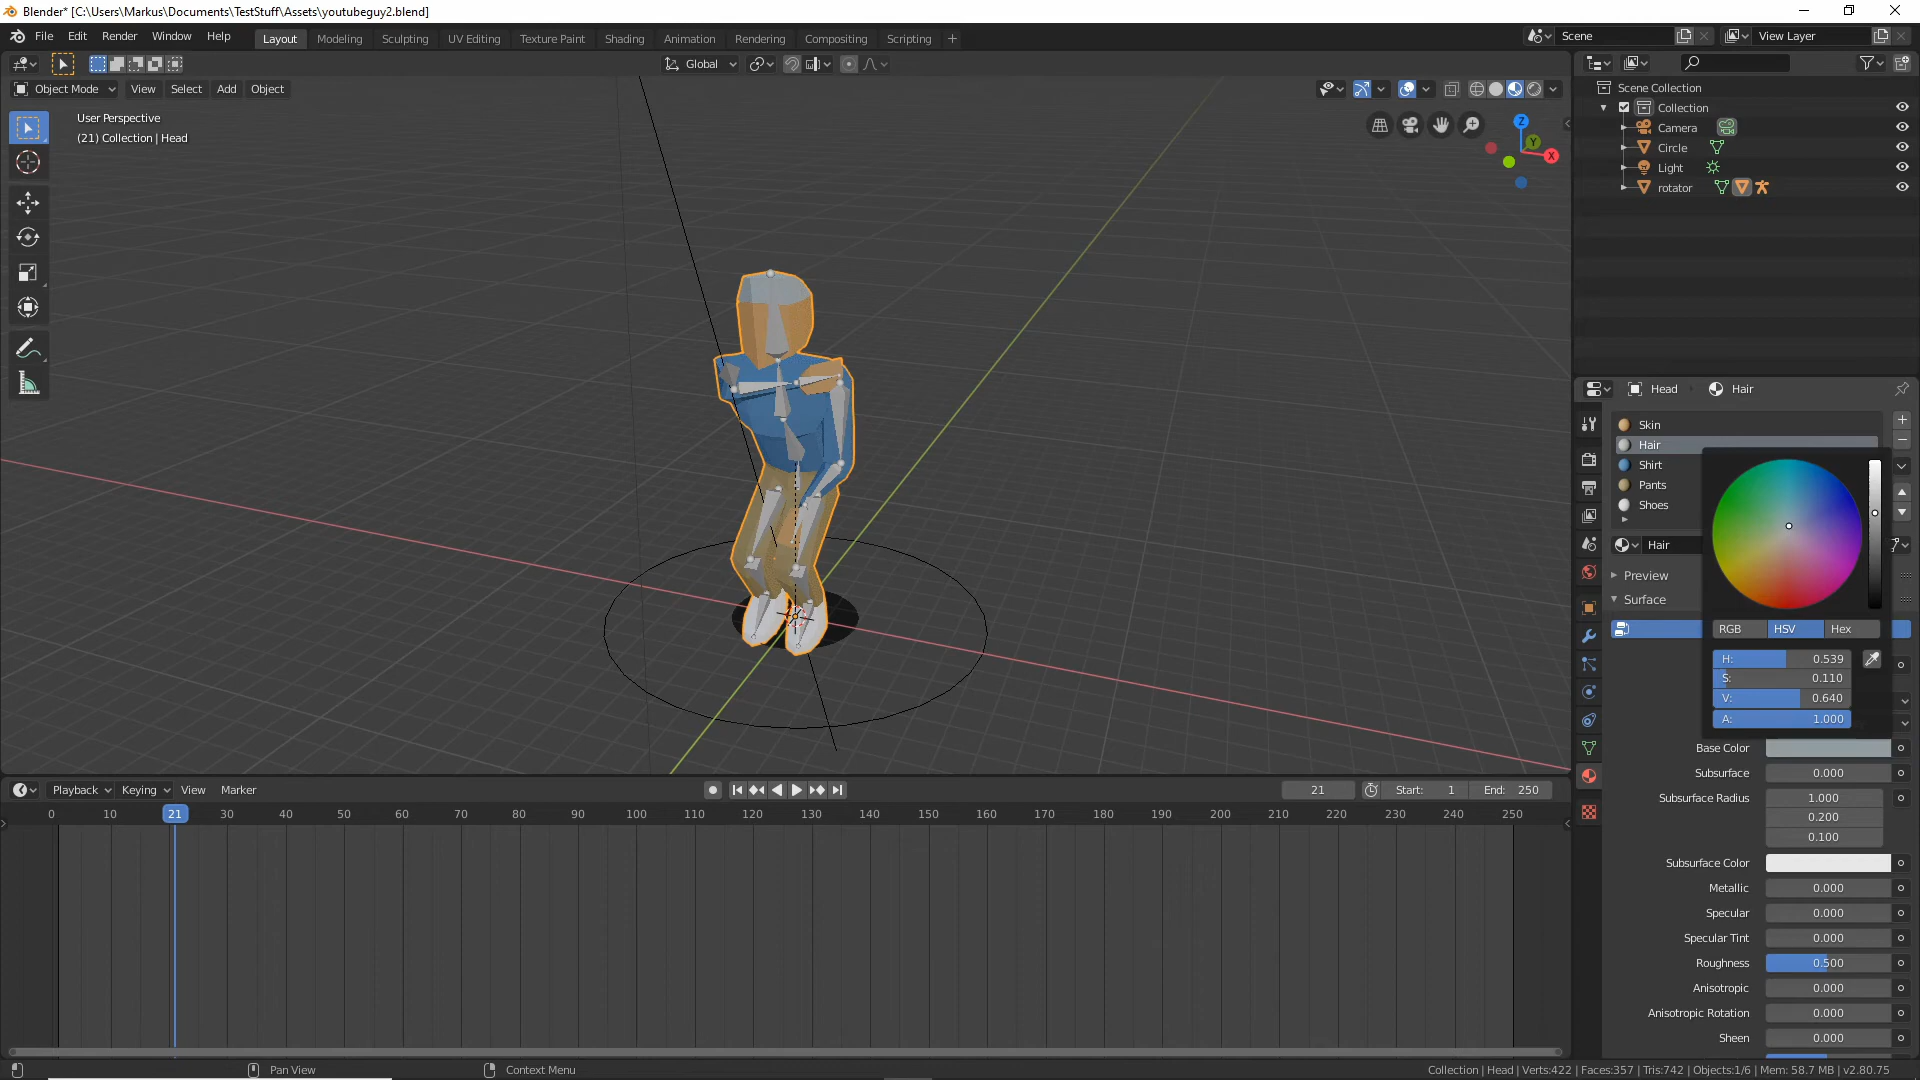 Blender* [C:\Users\Markus\Documents\TestStuff\Assets\youtubeguy2.blend]
File Edit Render Window Help
Layout Modeling Sculpting UV Editing Texture Paint Shading Animation Rendering Compositing Scripting +
Scene
View Layer
Global
Object Mode View Select Add Object
User Perspective
(21) Collection | Head
Z
Y
X
Scene Collection
Collection
Camera
Circle
Light
rotator
Head Hair
Skin
Hair
Shirt
Pants
Shoes
Hair
Preview
Surface
RGB HSV Hex
H: 0.539
S: 0.110
V: 0.640
A: 1.000
Base Color
Subsurface 0.000
Subsurface Radius 1.000
0.200
0.100
Subsurface Color
Metallic 0.000
Specular 0.000
Specular Tint 0.000
Roughness 0.500
Anisotropic 0.000
Anisotropic Rotation 0.000
Sheen 0.000
Playback Keying View Marker
21 Start: 1 End: 250
0 10 21 30 40 50 60 70 80 90 100 110 120 130 140 150 160 170 180 190 200 210 220 230 240 250
Pan View
Context Menu
Collection | Head | Verts:422 | Faces:357 | Tris:742 | Objects:1/6 | Mem: 58.7 MB | v2.80.75